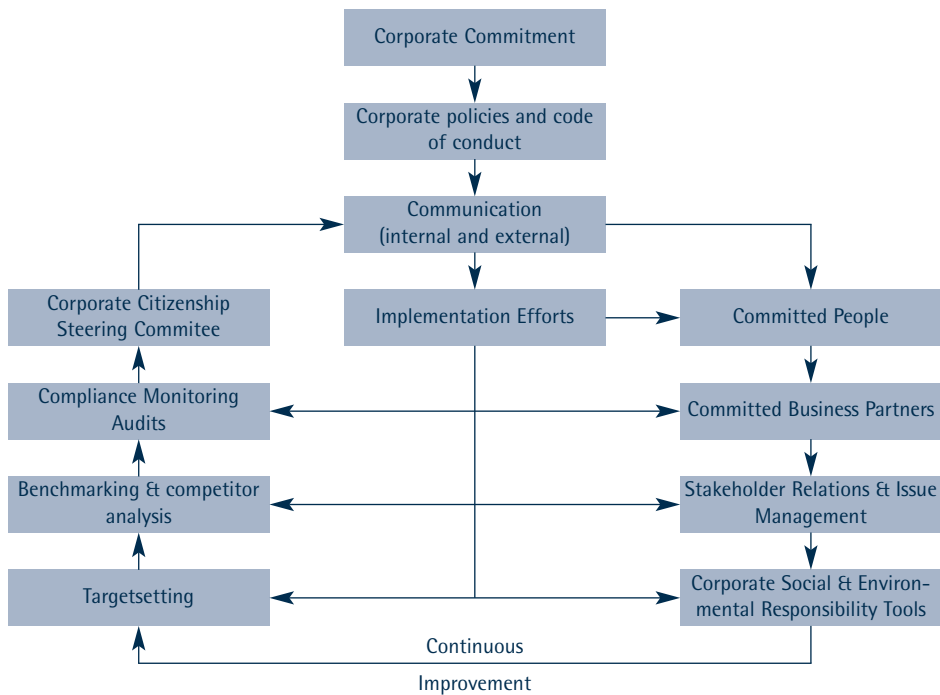 Corporate Commitment
Corporate policies and code
of conduct
Communication
(internal and external)
Corporate Citizenship
Steering Commitee
Implementation Efforts
Committed People
Compliance Monitoring
Audits
Committed Business Partners
Benchmarking & competitor
analysis
Stakeholder Relations & Issue
Management
Targetsetting
Corporate Social & Environ-
mental Responsibility Tools
Continuous
Improvement